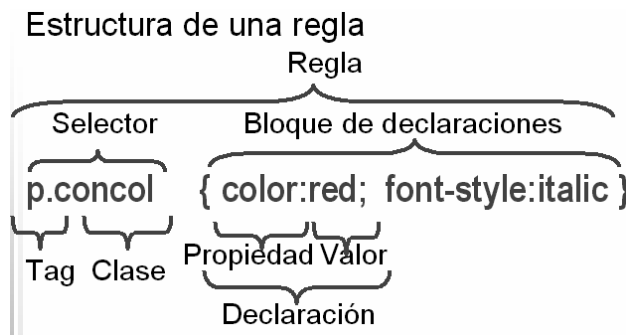 Estructura de una regla
Regla
Selector Bloque de declaraciones
p.concol { color:red; font-style:italic }
Tag Clase Propiedad Valor
Declaración